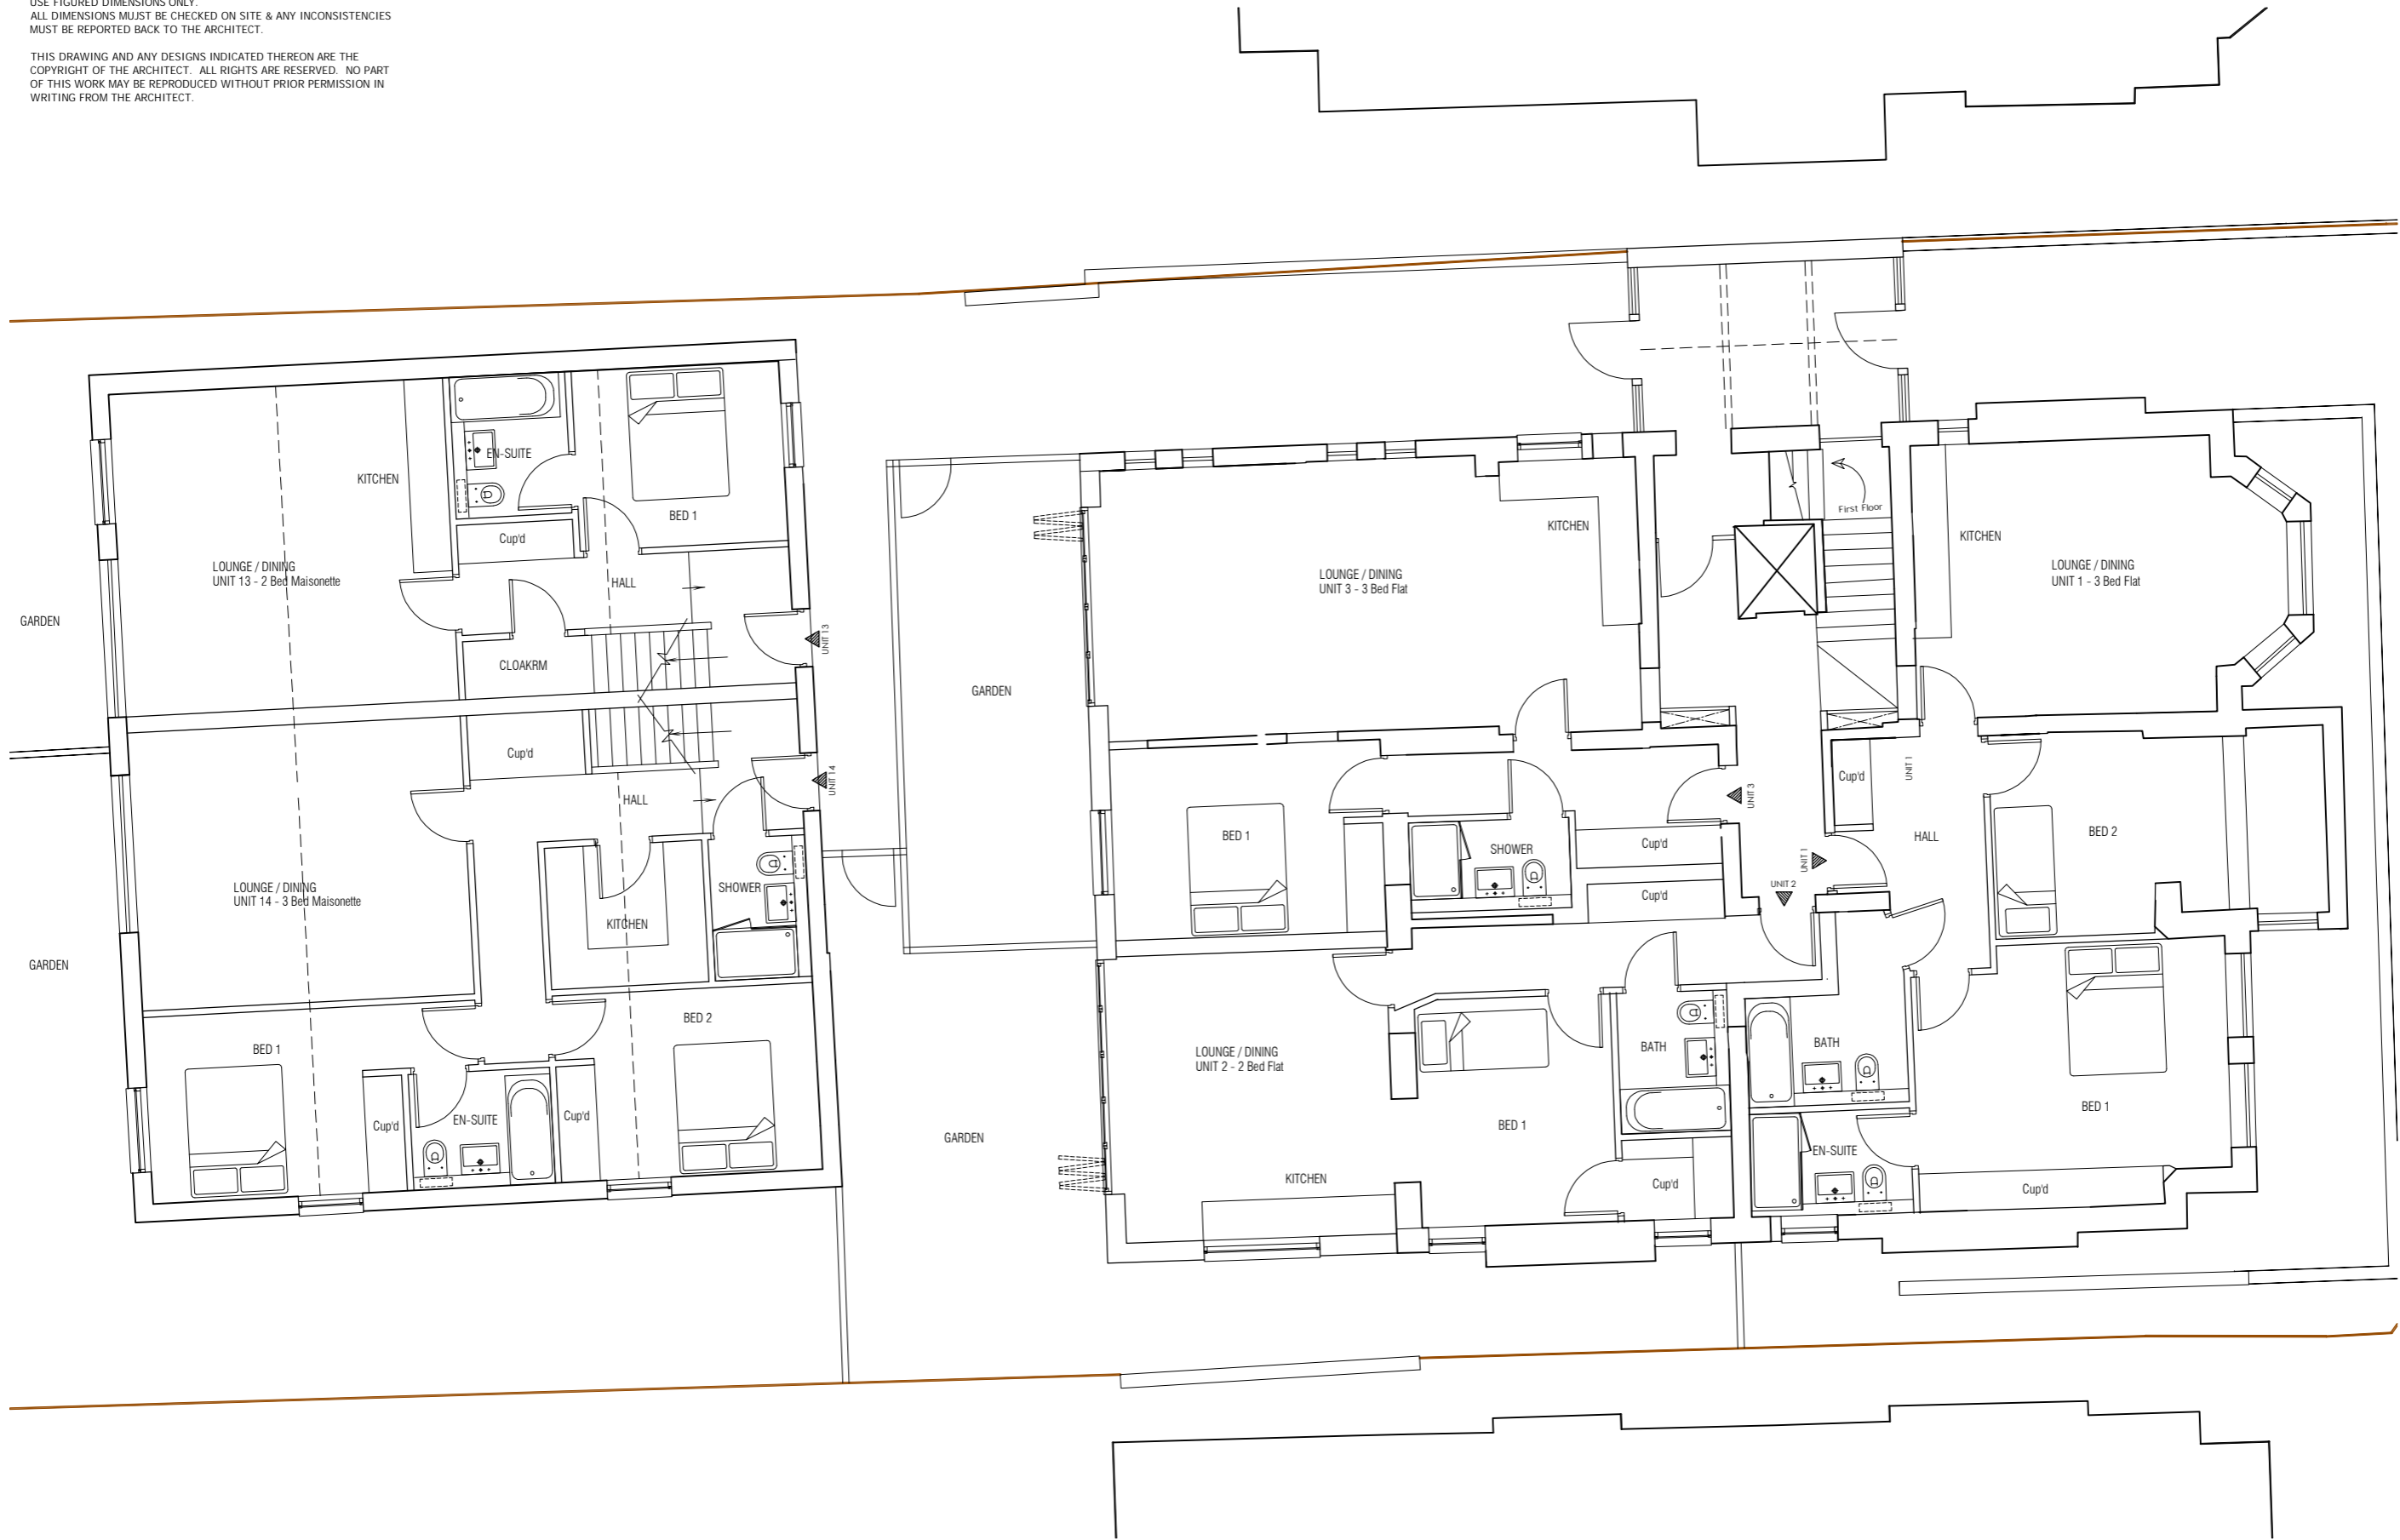 USE FIGURED DIMENSIONS ONLY.
ALL DIMENSIONS MUJST BE CHECKED ON SITE & ANY INCONSISTENCIES
MUST BE REPORTED BACK TO THE ARCHITECT.
THIS DRAWING AND ANY DESIGNS INDICATED THEREON ARE THE
COPYRIGHT OF THE ARCHITECT. ALL RIGHTS ARE RESERVED. NO PART
OF THIS WORK MAY BE REPRODUCED WITHOUT PRIOR PERMISSION IN
WRITING FROM THE ARCHITECT.
KITCHEN
EN-SUITE
BED 1
Cup'd
LOUNGE / DINING
UNIT 13 - 2 Bed Maisonette
HALL
GARDEN
CLOAKRM
UNIT 13
Cup'd
HALL
UNIT 14
LOUNGE / DINING
UNIT 14 - 3 Bed Maisonette
SHOWER
KITCHEN
GARDEN
BED 2
BED 1
Cup'd
EN-SUITE
Cup'd
GARDEN
LOUNGE / DINING
UNIT 3 - 3 Bed Flat
KITCHEN
First Floor
KITCHEN
LOUNGE / DINING
UNIT 1 - 3 Bed Flat
BED 1
SHOWER
Cup'd
Cup'd
UNIT 3
UNIT 1
UNIT 2
Cup'd
UNIT 1
HALL
BED 2
LOUNGE / DINING
UNIT 2 - 2 Bed Flat
BATH
BATH
GARDEN
BED 1
BED 1
KITCHEN
Cup'd
EN-SUITE
Cup'd